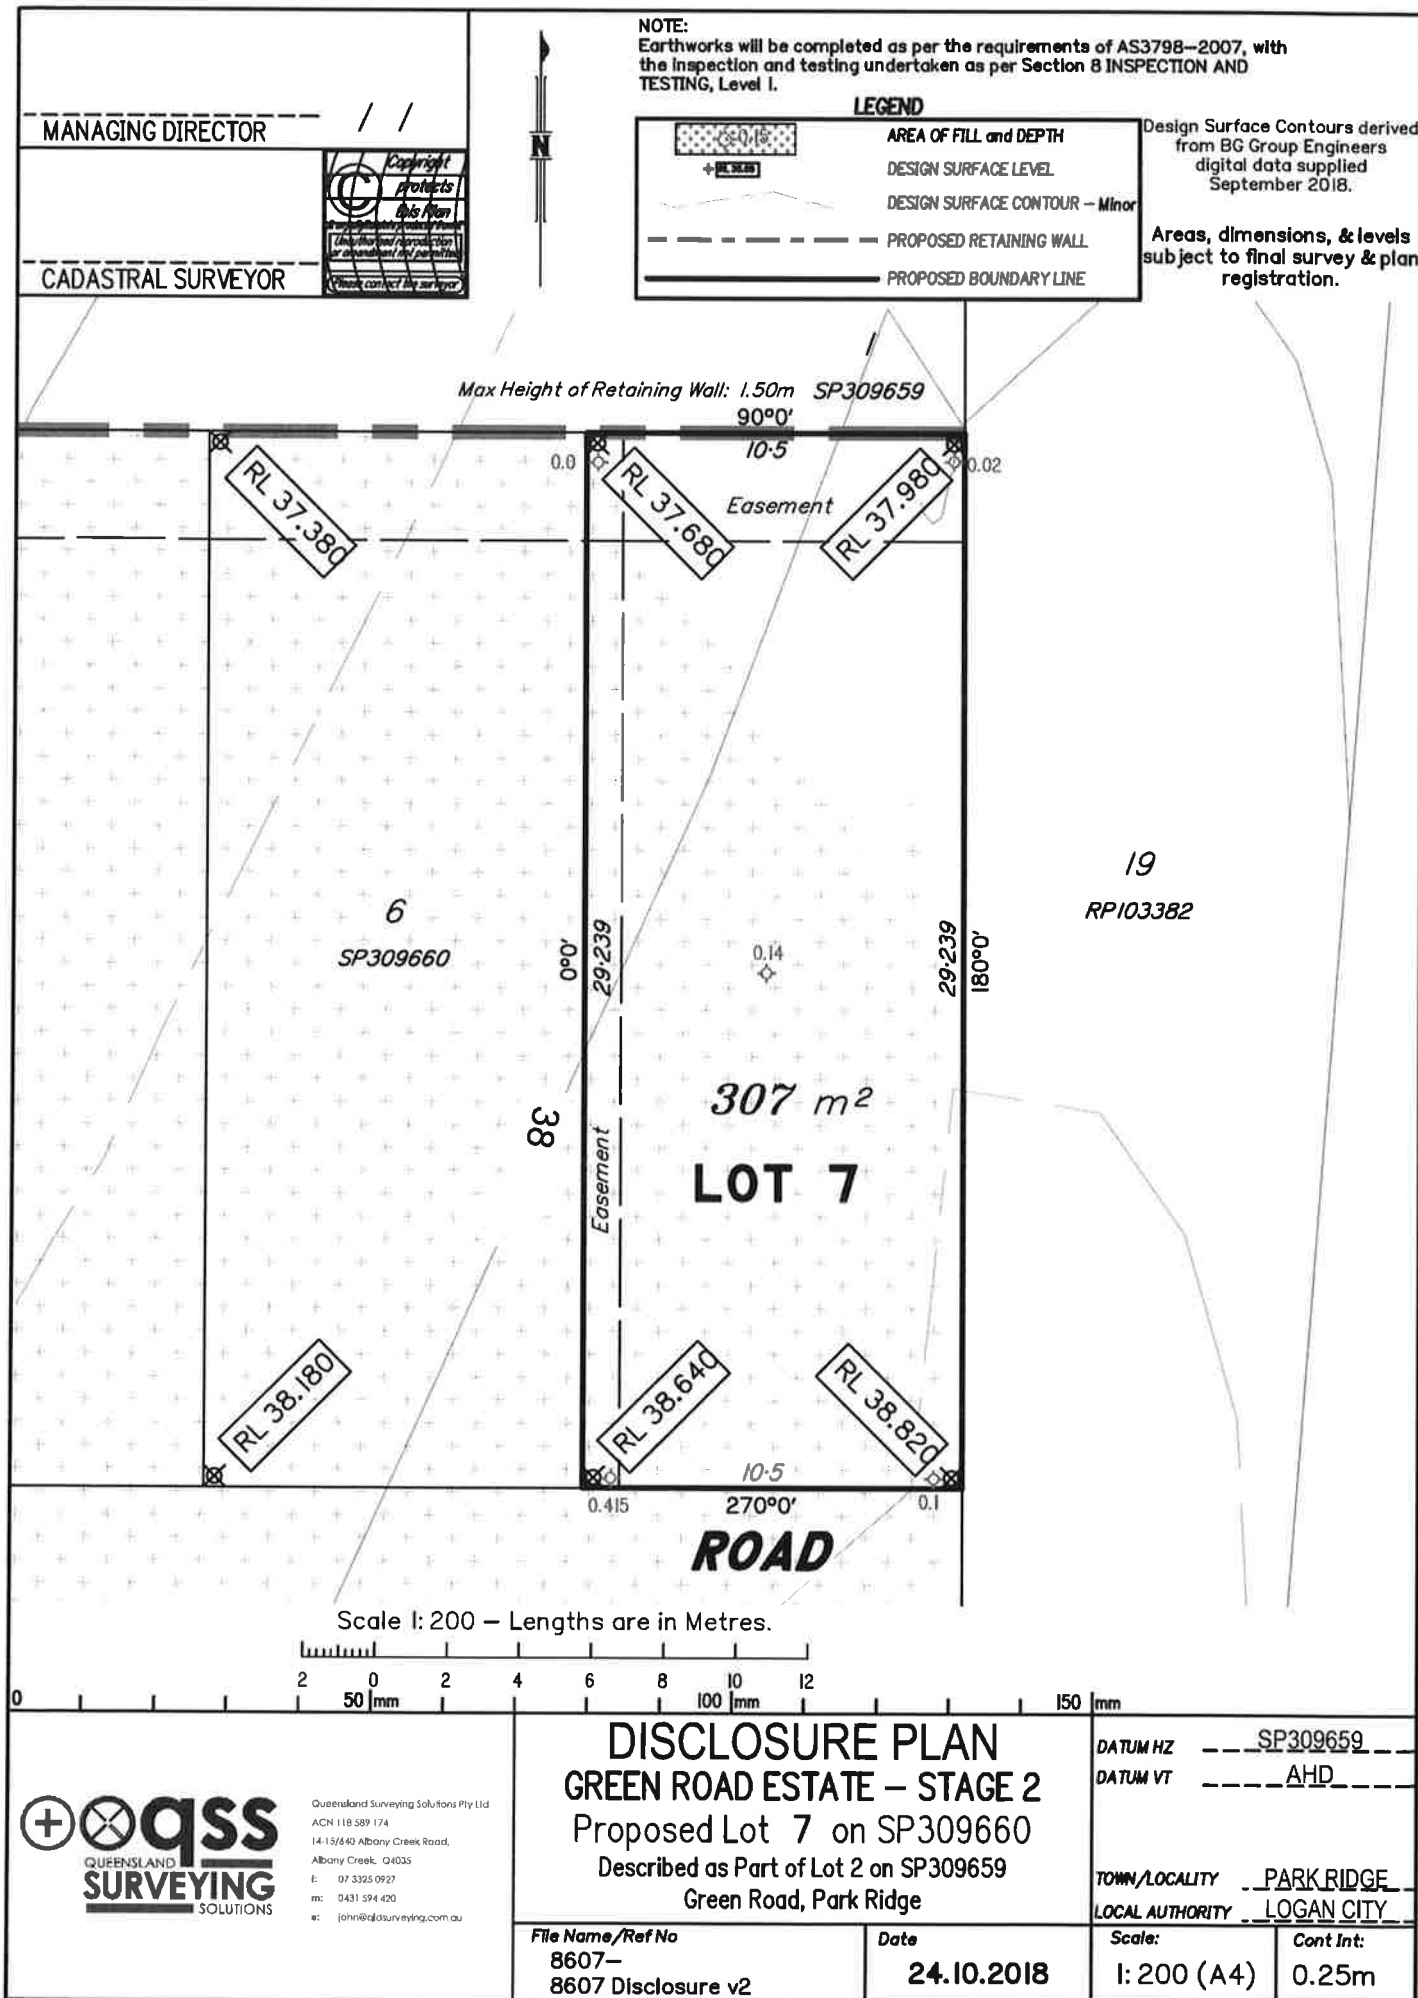 NOTE:
Earthworks will be completed as per the requirements of AS3798-2007, with
the inspection and testing undertaken as per Section 8 INSPECTION AND
TESTING, Level I.
MANAGING DIRECTOR
/ /
CADASTRAL SURVEYOR
Copyright
protects
this Plan
Unauthorised reproduction
or amendment not permitted
Please contact the surveyor
N
LEGEND
AREA OF FILL and DEPTH
DESIGN SURFACE LEVEL
DESIGN SURFACE CONTOUR - Minor
PROPOSED RETAINING WALL
PROPOSED BOUNDARY LINE
Design Surface Contours derived
from BG Group Engineers
digital data supplied
September 2018.
Areas, dimensions, & levels
subject to final survey & plan
registration.
1
Max Height of Retaining Wall: 1.50m SP309659
90°0'
10·5
0.0
0.02
RL 37.380
RL 37.680
RL 37.980
Easement
6
SP309660
0°0'
29·239
0.14
29·239
180°0'
19
RP103382
38
Easement
307 m²
LOT 7
RL 38.180
RL 38.640
RL 38.820
10·5
0.415
270°0'
0.1
ROAD
Scale 1: 200 - Lengths are in Metres.
2 0 2 4 6 8 10 12
0 50 mm 100 mm 150 mm
qss
QUEENSLAND
SURVEYING
SOLUTIONS
Queensland Surveying Solutions Pty Ltd
ACN 118 589 174
14-15/640 Albany Creek Road,
Albany Creek, Q4035
f: 07 3325 0927
m: 0431 594 420
e: john@qldsurveying.com.au
DISCLOSURE PLAN
GREEN ROAD ESTATE - STAGE 2
Proposed Lot 7 on SP309660
Described as Part of Lot 2 on SP309659
Green Road, Park Ridge
File Name/Ref No
8607-
8607 Disclosure v2
Date
24.10.2018
DATUM HZ SP309659
DATUM VT AHD
TOWN/LOCALITY PARK RIDGE
LOCAL AUTHORITY LOGAN CITY
Scale:
1: 200 (A4)
Cont Int:
0.25m